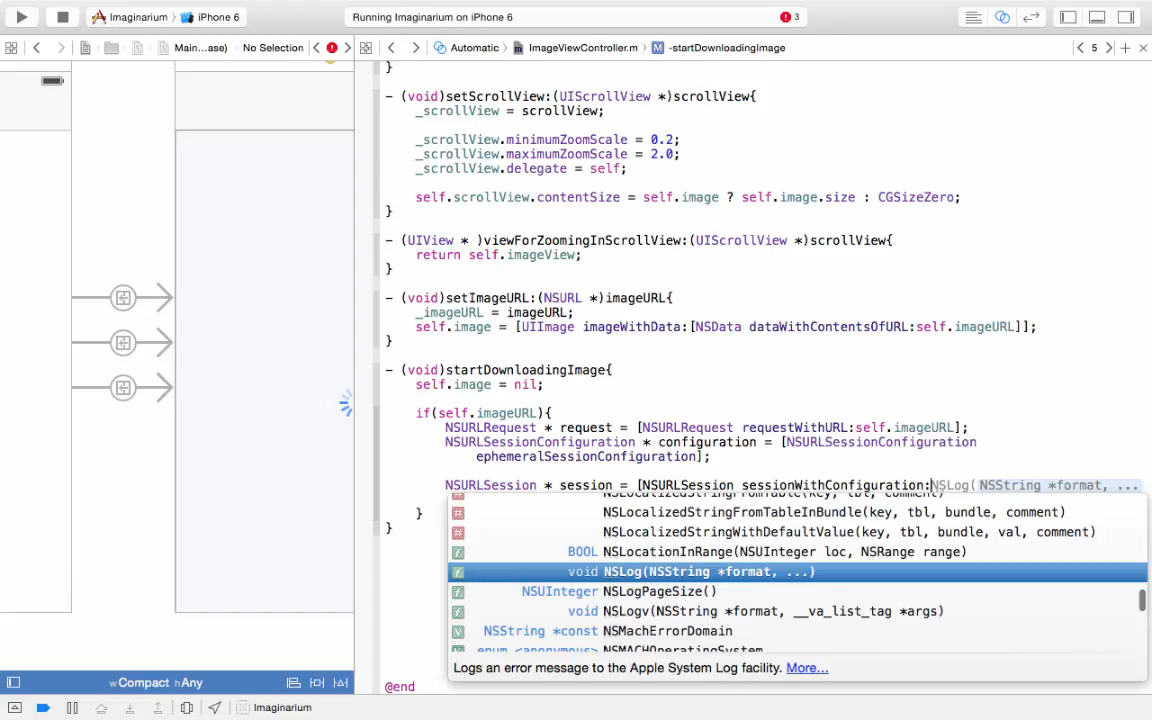 Imaginarium
iPhone 6
Running Imaginarium on iPhone 6
3
Main....ase)
No Selection
Automatic
ImageViewController.m
M
-startDownloadingImage
5
}
- (void)setScrollView:(UIScrollView *)scrollView{
_scrollView = scrollView;
_scrollView.minimumZoomScale = 0.2;
_scrollView.maximumZoomScale = 2.0;
_scrollView.delegate = self;
self.scrollView.contentSize = self.image ? self.image.size : CGSizeZero;
}
- (UIView * )viewForZoomingInScrollView:(UIScrollView *)scrollView{
return self.imageView;
}
- (void)setImageURL:(NSURL *)imageURL{
_imageURL = imageURL;
self.image = [UIImage imageWithData:[NSData dataWithContentsOfURL:self.imageURL]];
}
- (void)startDownloadingImage{
self.image = nil;
if(self.imageURL){
NSURLRequest * request = [NSURLRequest requestWithURL:self.imageURL];
NSURLSessionConfiguration * configuration = [NSURLSessionConfiguration
ephemeralSessionConfiguration];
NSURLSession * session = [NSURLSession sessionWithConfiguration:NSLog(NSString *format, ...
# NSLocalizedStringFromTable(key, tbl, comment)
# NSLocalizedStringFromTableInBundle(key, tbl, bundle, comment)
# NSLocalizedStringWithDefaultValue(key, tbl, bundle, val, comment)
f BOOL NSLocationInRange(NSUInteger loc, NSRange range)
f void NSLog(NSString *format, ...)
f NSUInteger NSLogPageSize()
f void NSLogv(NSString *format, __va_list_tag *args)
V NSString *const NSMachErrorDomain
enum <anonymous> NSMACHOperatingSystem
Logs an error message to the Apple System Log facility. More...
}
}
@end
wCompact hAny
Imaginarium